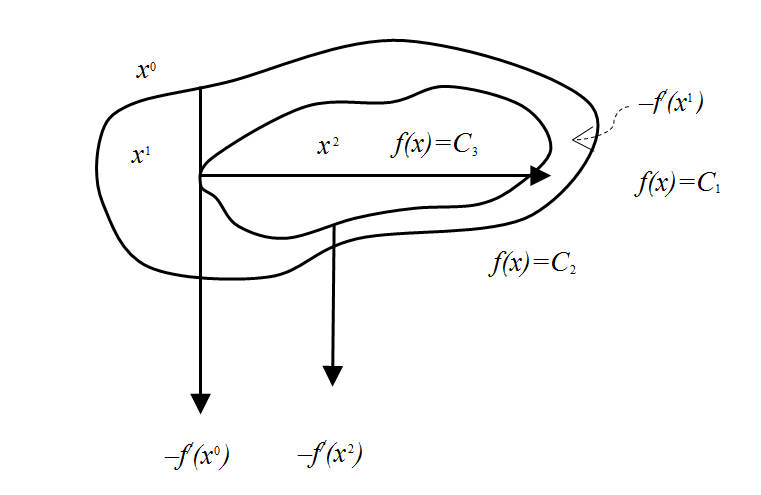 x⁰
–f′(x¹)
x¹
x²
f(x)=C₃
f(x)=C₁
f(x)=C₂
–f′(x⁰)
–f′(x²)